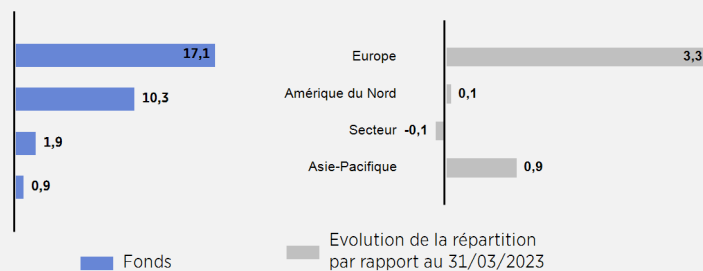 17,1
Europe
3,3
10,3
Amérique du Nord
0,1
1,9
Secteur
-0,1
0,9
Asie-Pacifique
0,9
Fonds
Evolution de la répartition
par rapport au 31/03/2023